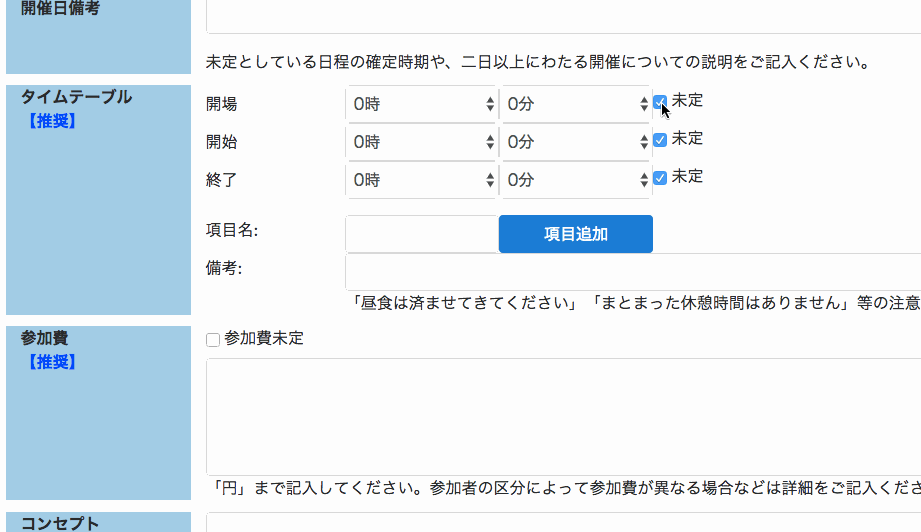 開催日備考
未定としている日程の確定時期や、二日以上にわたる開催についての説明をご記入ください。
タイムテーブル
【推奨】
開場 0時 0分 未定
開始 0時 0分 未定
終了 0時 0分 未定
項目名: 項目追加
備考:
「昼食は済ませてきてください」「まとまった休憩時間はありません」等の注意
参加費
【推奨】
参加費未定
「円」まで記入してください。参加者の区分によって参加費が異なる場合などは詳細をご記入くださ
コンセプト